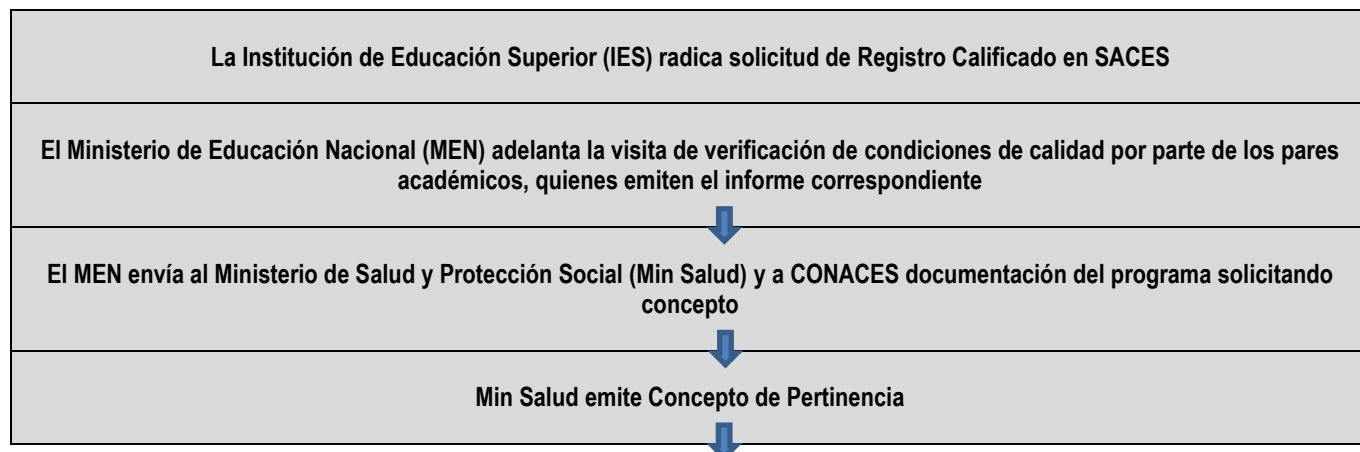 La Institución de Educación Superior (IES) radica solicitud de Registro Calificado en SACES
El Ministerio de Educación Nacional (MEN) adelanta la visita de verificación de condiciones de calidad por parte de los pares
académicos, quienes emiten el informe correspondiente
El MEN envía al Ministerio de Salud y Protección Social (Min Salud) y a CONACES documentación del programa solicitando
concepto
Min Salud emite Concepto de Pertinencia